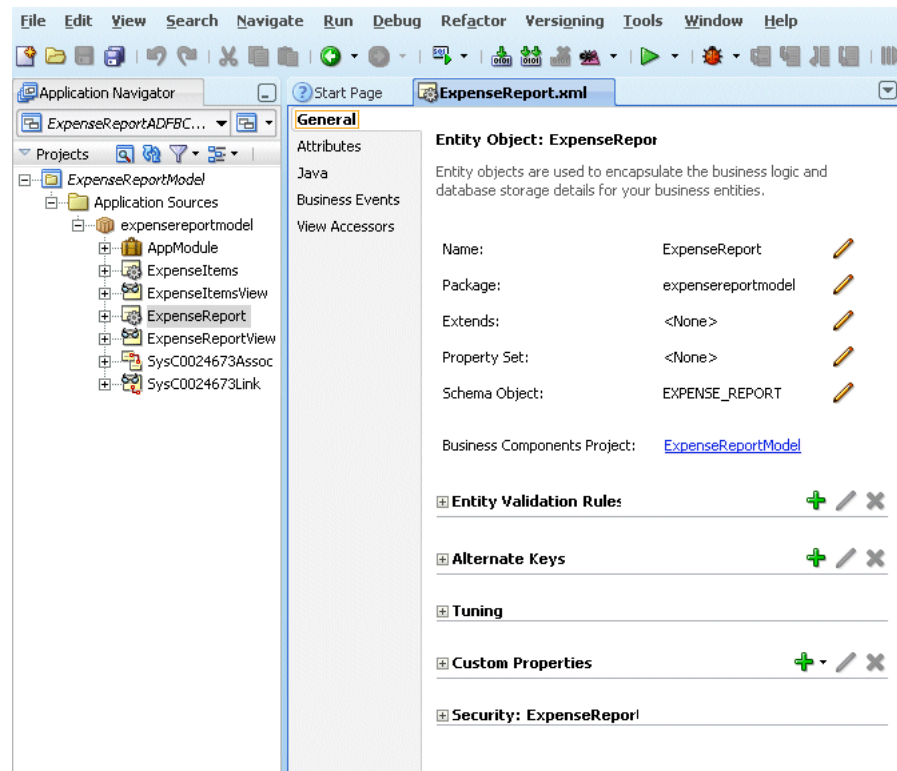 File Edit View Search Navigate Run Debug Refactor Versioning Tools Window Help
Application Navigator
ExpenseReportADFBC...
Projects
ExpenseReportModel
Application Sources
expensereportmodel
AppModule
ExpenseItems
ExpenseItemsView
ExpenseReport
ExpenseReportView
SysC0024673Assoc
SysC0024673Link
Start Page
ExpenseReport.xml
General
Attributes
Java
Business Events
View Accessors
Entity Object: ExpenseRepor
Entity objects are used to encapsulate the business logic and
database storage details for your business entities.
Name: ExpenseReport
Package: expensereportmodel
Extends: <None>
Property Set: <None>
Schema Object: EXPENSE_REPORT
Business Components Project: ExpenseReportModel
Entity Validation Rules
Alternate Keys
Tuning
Custom Properties
Security: ExpenseRepor